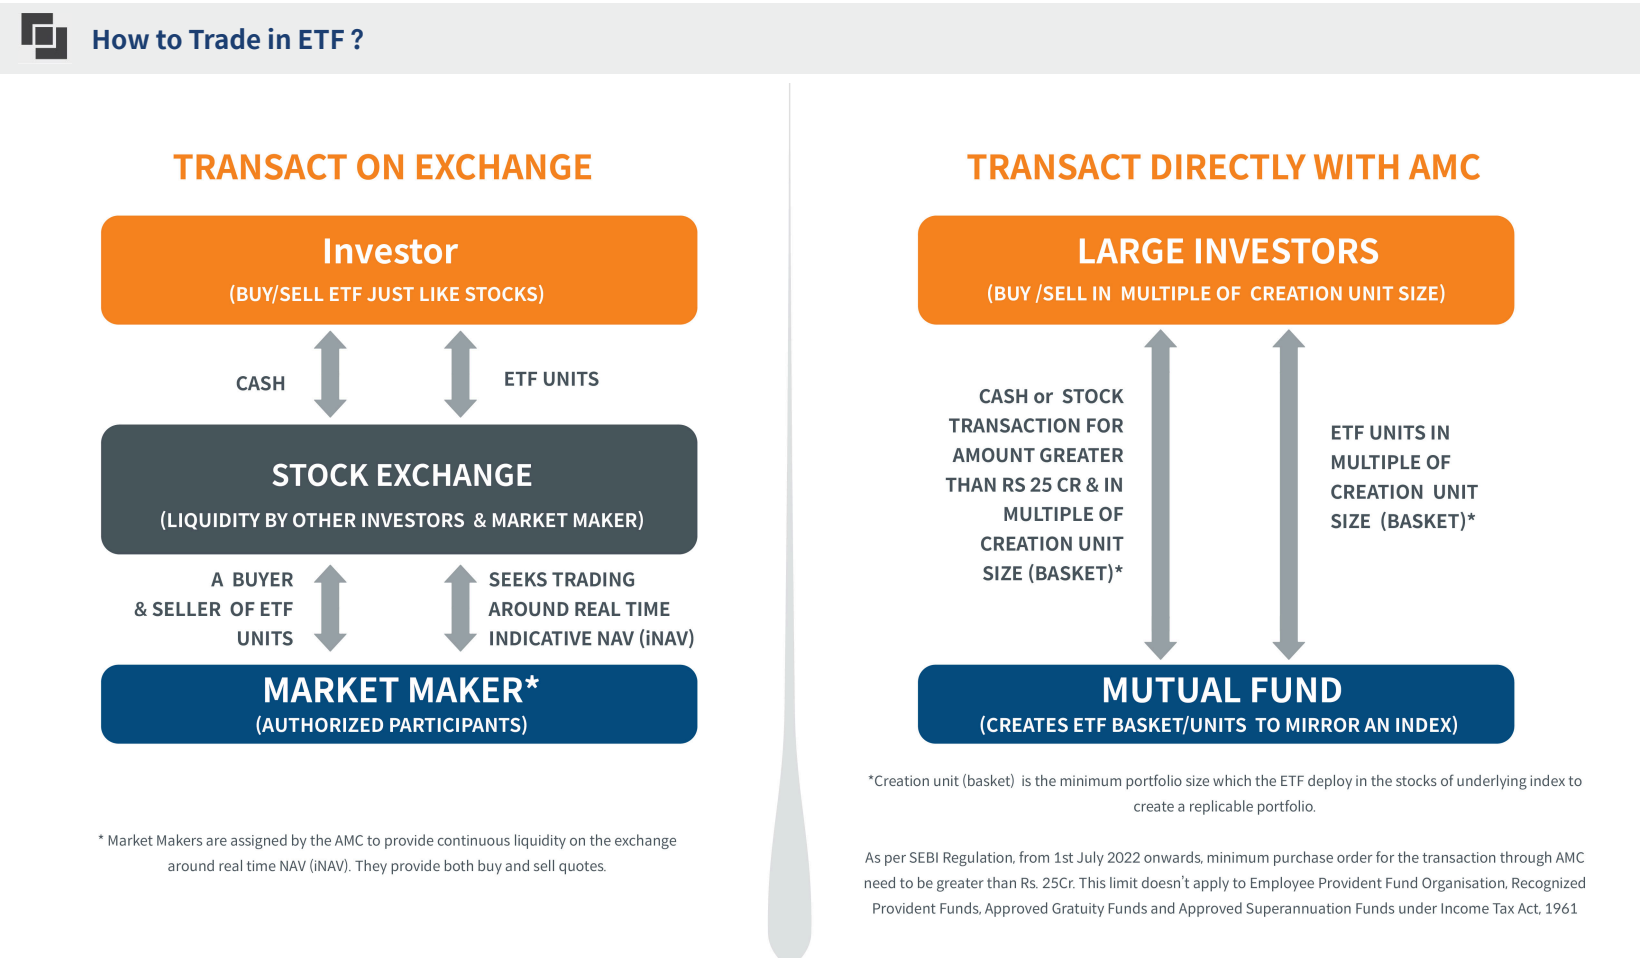 How to Trade in ETF ?
TRANSACT ON EXCHANGE
Investor
(BUY/SELL ETF JUST LIKE STOCKS)
CASH
ETF UNITS
STOCK EXCHANGE
(LIQUIDITY BY OTHER INVESTORS & MARKET MAKER)
A BUYER
& SELLER OF ETF
UNITS
SEEKS TRADING
AROUND REAL TIME
INDICATIVE NAV (iNAV)
MARKET MAKER*
(AUTHORIZED PARTICIPANTS)
* Market Makers are assigned by the AMC to provide continuous liquidity on the exchange
around real time NAV (iNAV). They provide both buy and sell quotes.
TRANSACT DIRECTLY WITH AMC
LARGE INVESTORS
(BUY /SELL IN MULTIPLE OF CREATION UNIT SIZE)
CASH or STOCK
TRANSACTION FOR
AMOUNT GREATER
THAN RS 25 CR & IN
MULTIPLE OF
CREATION UNIT
SIZE (BASKET)*
ETF UNITS IN
MULTIPLE OF
CREATION UNIT
SIZE (BASKET)*
MUTUAL FUND
(CREATES ETF BASKET/UNITS TO MIRROR AN INDEX)
*Creation unit (basket) is the minimum portfolio size which the ETF deploy in the stocks of underlying index to
create a replicable portfolio.
As per SEBI Regulation, from 1st July 2022 onwards, minimum purchase order for the transaction through AMC
need to be greater than Rs. 25Cr. This limit doesn't apply to Employee Provident Fund Organisation, Recognized
Provident Funds, Approved Gratuity Funds and Approved Superannuation Funds under Income Tax Act, 1961